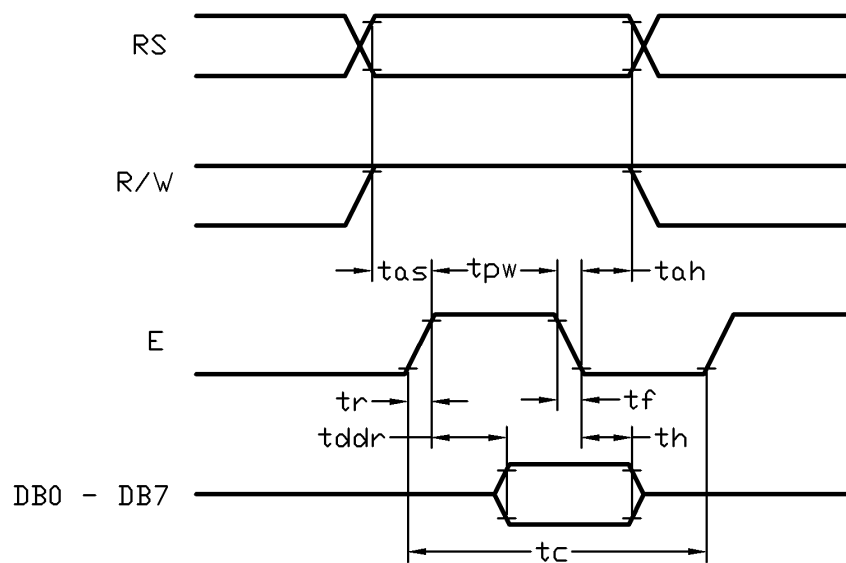 RS
R/W
tas tpw tah
E
tr tf
tddr th
DB0 - DB7
tc